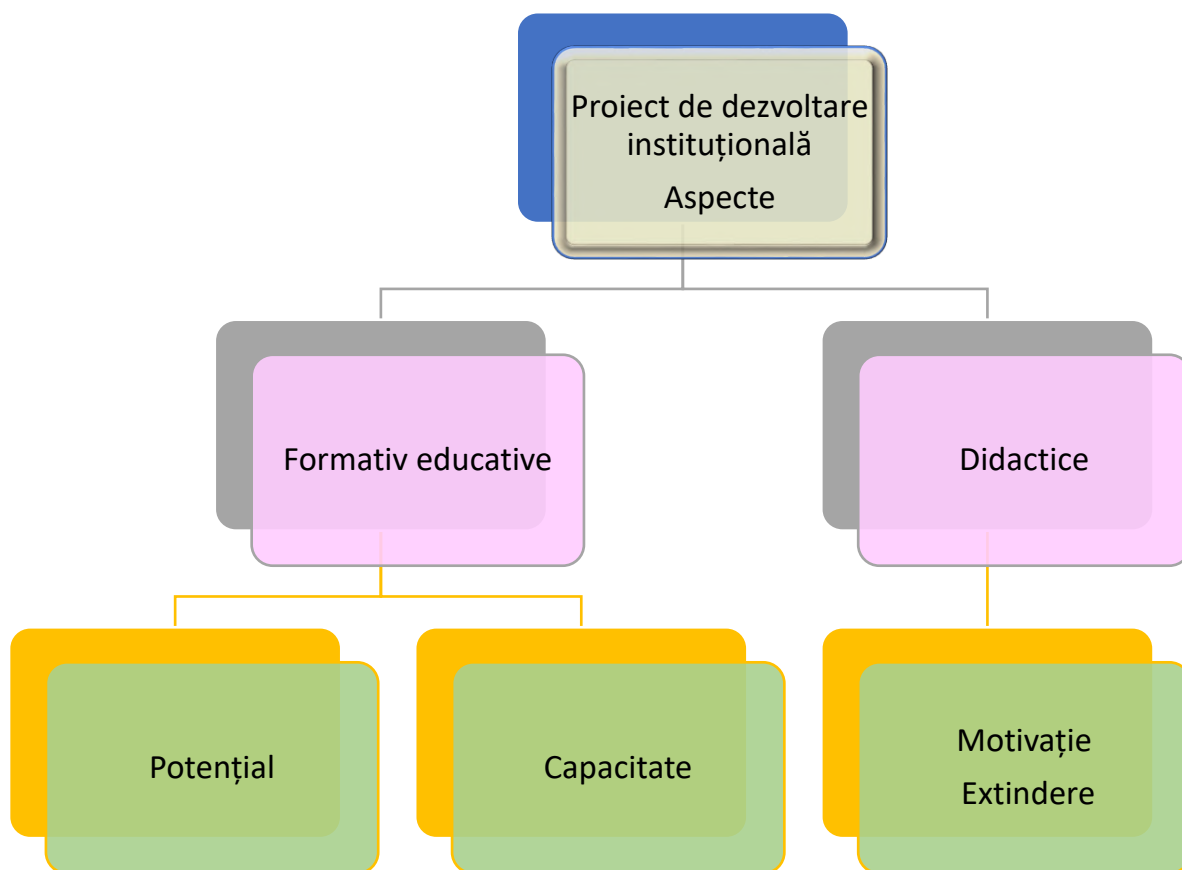 Proiect de dezvoltare
instituțională
Aspecte
Formativ educative
Didactice
Potențial
Capacitate
Motivație
Extindere